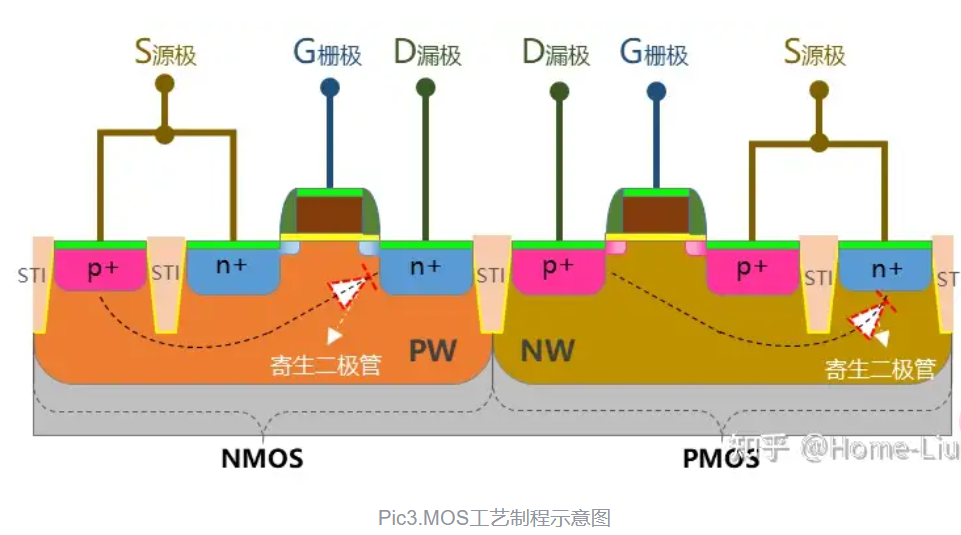 S源极 G栅极 D漏极 D漏极 G栅极 S源极
STI p+ STI n+ n+ STI p+ p+ STI n+ ST
寄生二极管 PW NW 寄生二极管
NMOS PMOS
知乎 @Home-Liu
Pic3.MOS工艺制程示意图